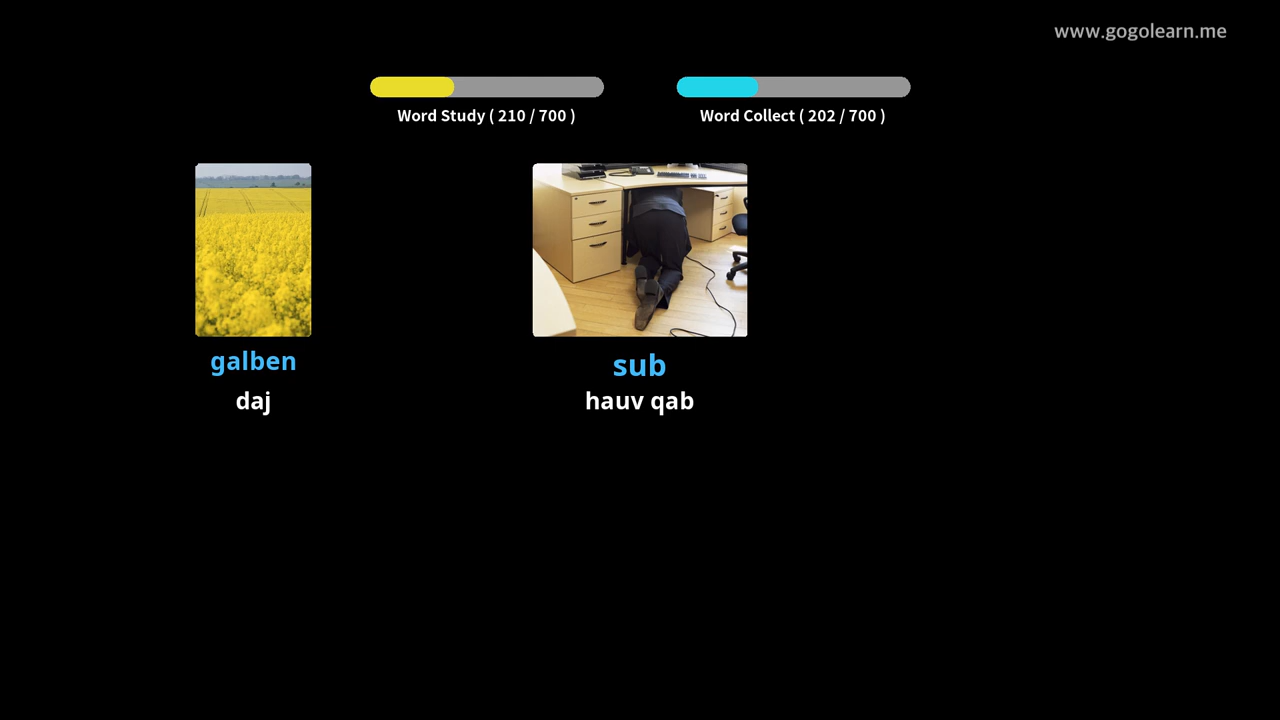 www.gogolearn.me
Word Study ( 210 / 700 )
Word Collect ( 202 / 700 )
galben
daj
sub
hauv qab